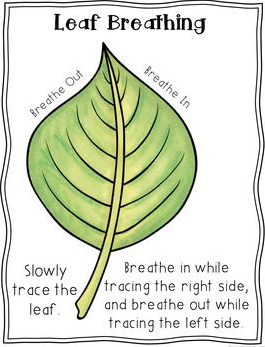 Leaf Breathing
Breathe Out
Breathe In
Slowly
trace the
leaf.
Breathe in while
tracing the right side,
and breathe out while
tracing the left side.